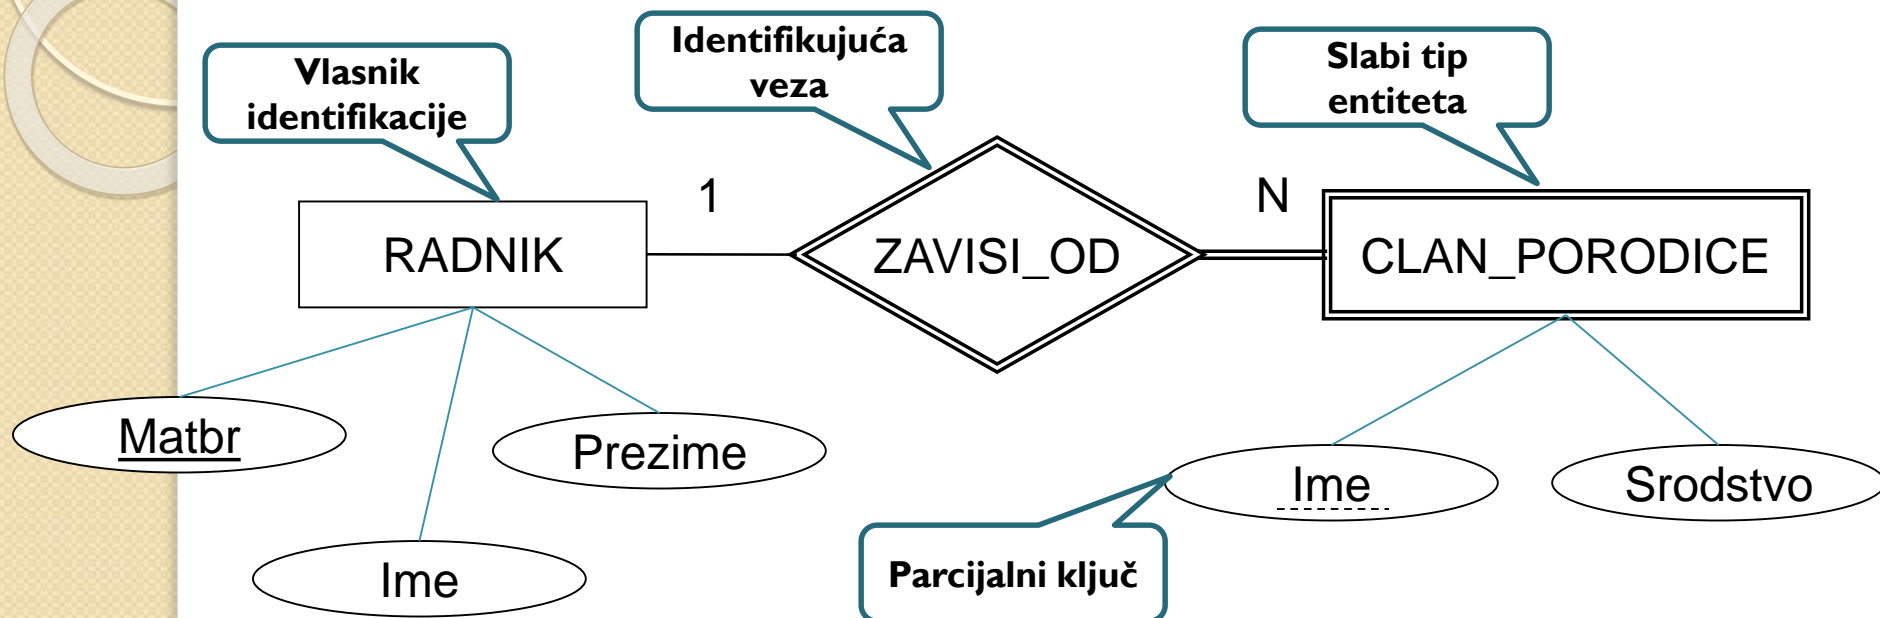 Vlasnik
identifikacije
Identifikujuća
veza
Slabi tip
entiteta
1
N
RADNIK
ZAVISI_OD
CLAN_PORODICE
Matbr
Prezime
Ime
Ime
Srodstvo
Parcijalni ključ